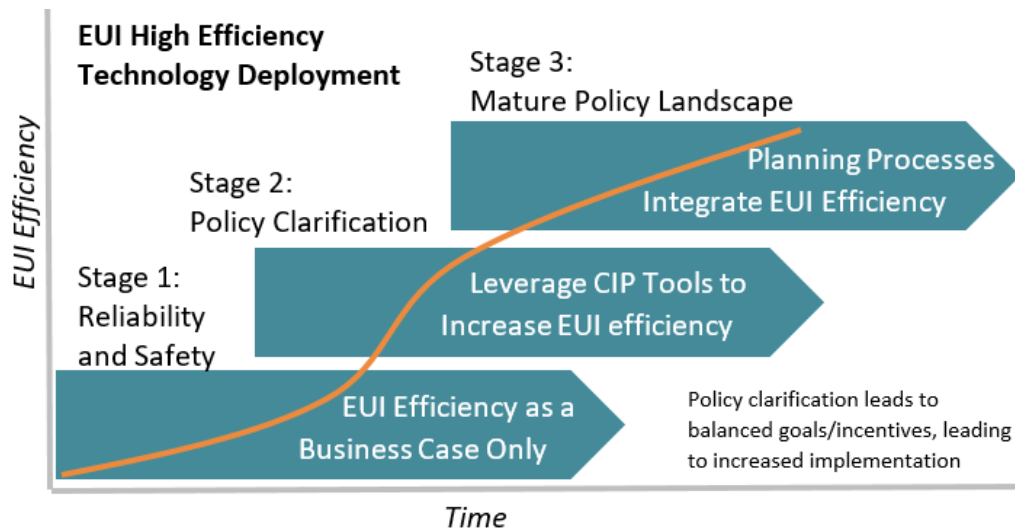 EUI High Efficiency
Technology Deployment
Stage 3:
Mature Policy Landscape
Planning Processes
Integrate EUI Efficiency
Stage 2:
Policy Clarification
Leverage CIP Tools to
Increase EUI efficiency
Stage 1:
Reliability
and Safety
EUI Efficiency as a
Business Case Only
Policy clarification leads to
balanced goals/incentives, leading
to increased implementation
EUI Efficiency
Time